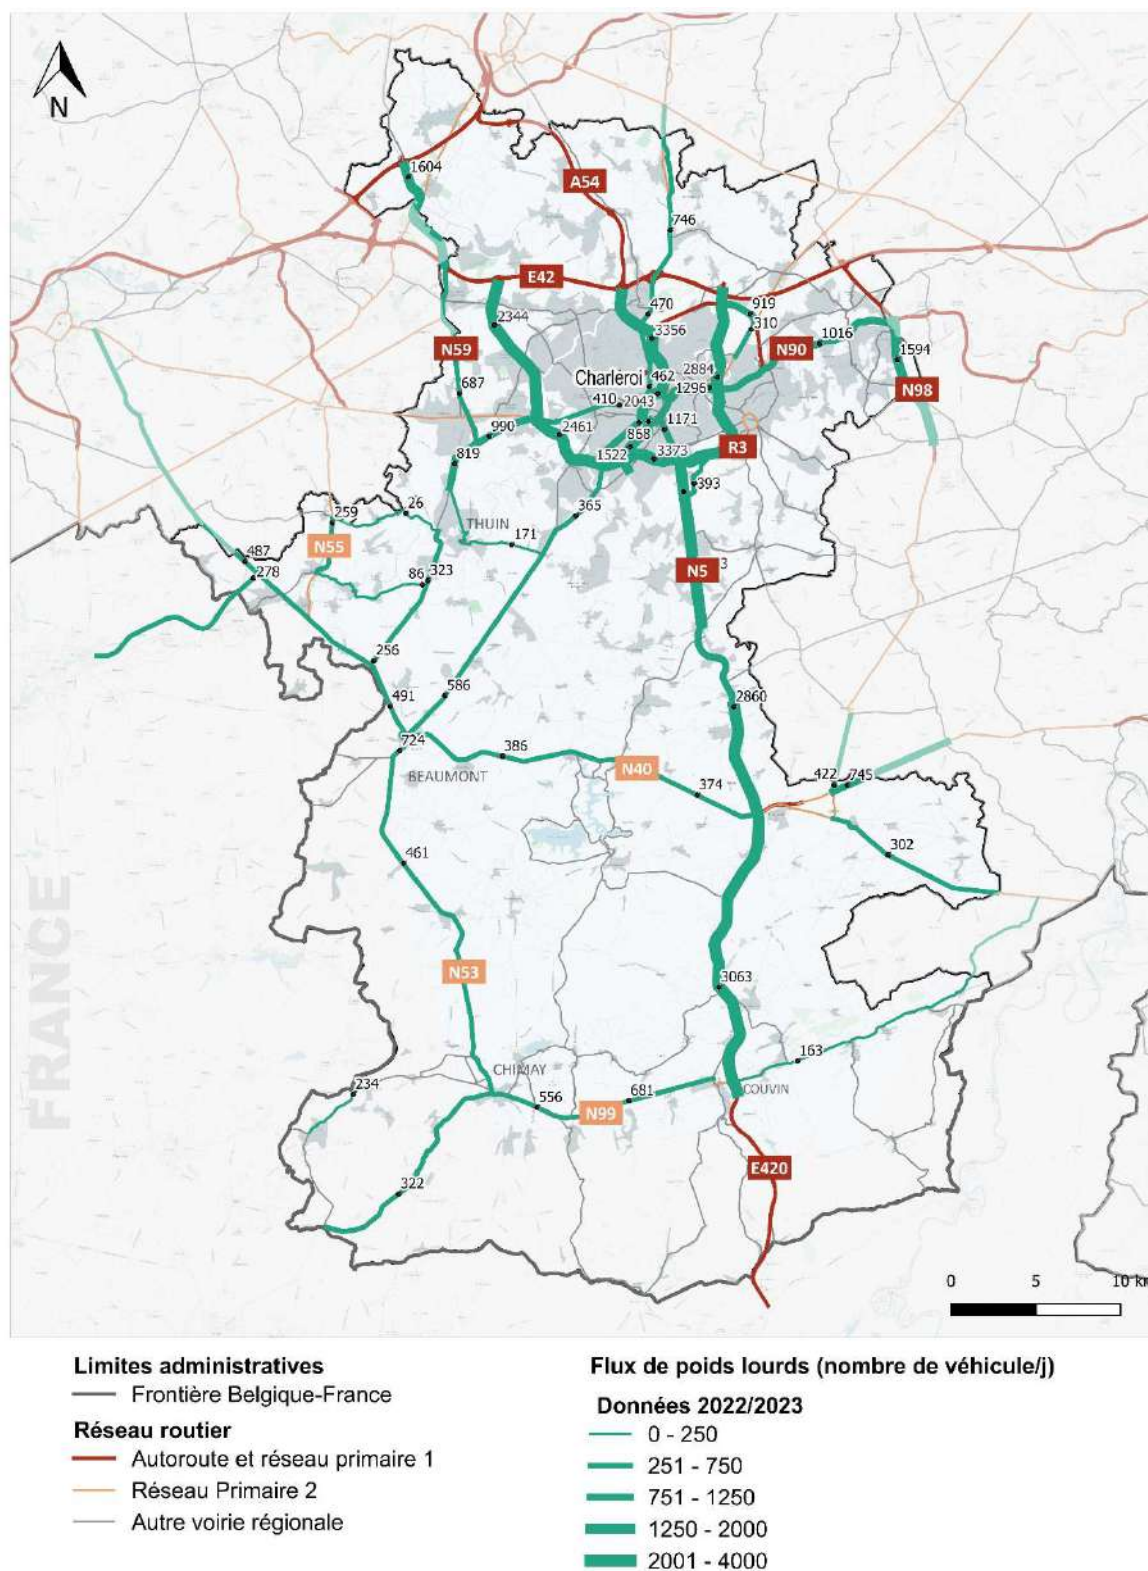 N
1604
A54
746
E42
470
919
2344
3356
310
1016
N59
N90
1594
Charleroi
462
2884
687
1296
N98
410
2043
1171
990
2461
868
R3
819
1522
3373
393
365
26
259
THUIN
171
N55
487
N5
3
278
86
323
256
586
491
2860
724
386
BEAUMONT
N40
374
422
745
461
302
FRANCE
N53
3063
163
CHIMAY
234
556
681
COUVIN
N99
E420
322
0 5 10 km
Limites administratives
Frontière Belgique-France
Réseau routier
Autoroute et réseau primaire 1
Réseau Primaire 2
Autre voirie régionale
Flux de poids lourds (nombre de véhicule/j)
Données 2022/2023
0 - 250
251 - 750
751 - 1250
1250 - 2000
2001 - 4000